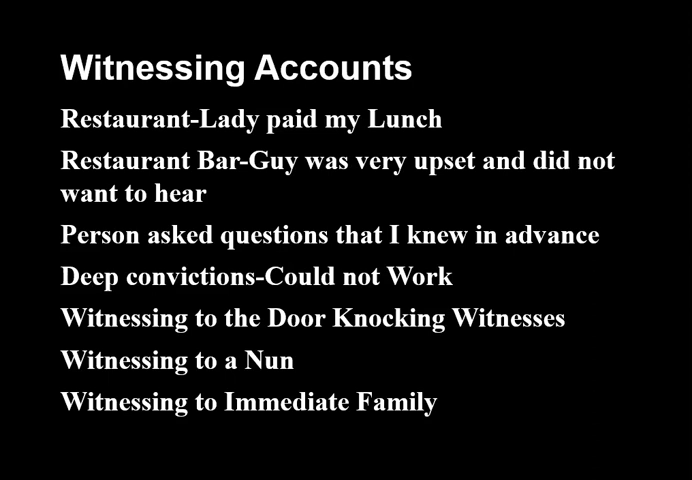 Witnessing Accounts
Restaurant-Lady paid my Lunch
Restaurant Bar-Guy was very upset and did not
want to hear
Person asked questions that I knew in advance
Deep convictions-Could not Work
Witnessing to the Door Knocking Witnesses
Witnessing to a Nun
Witnessing to Immediate Family